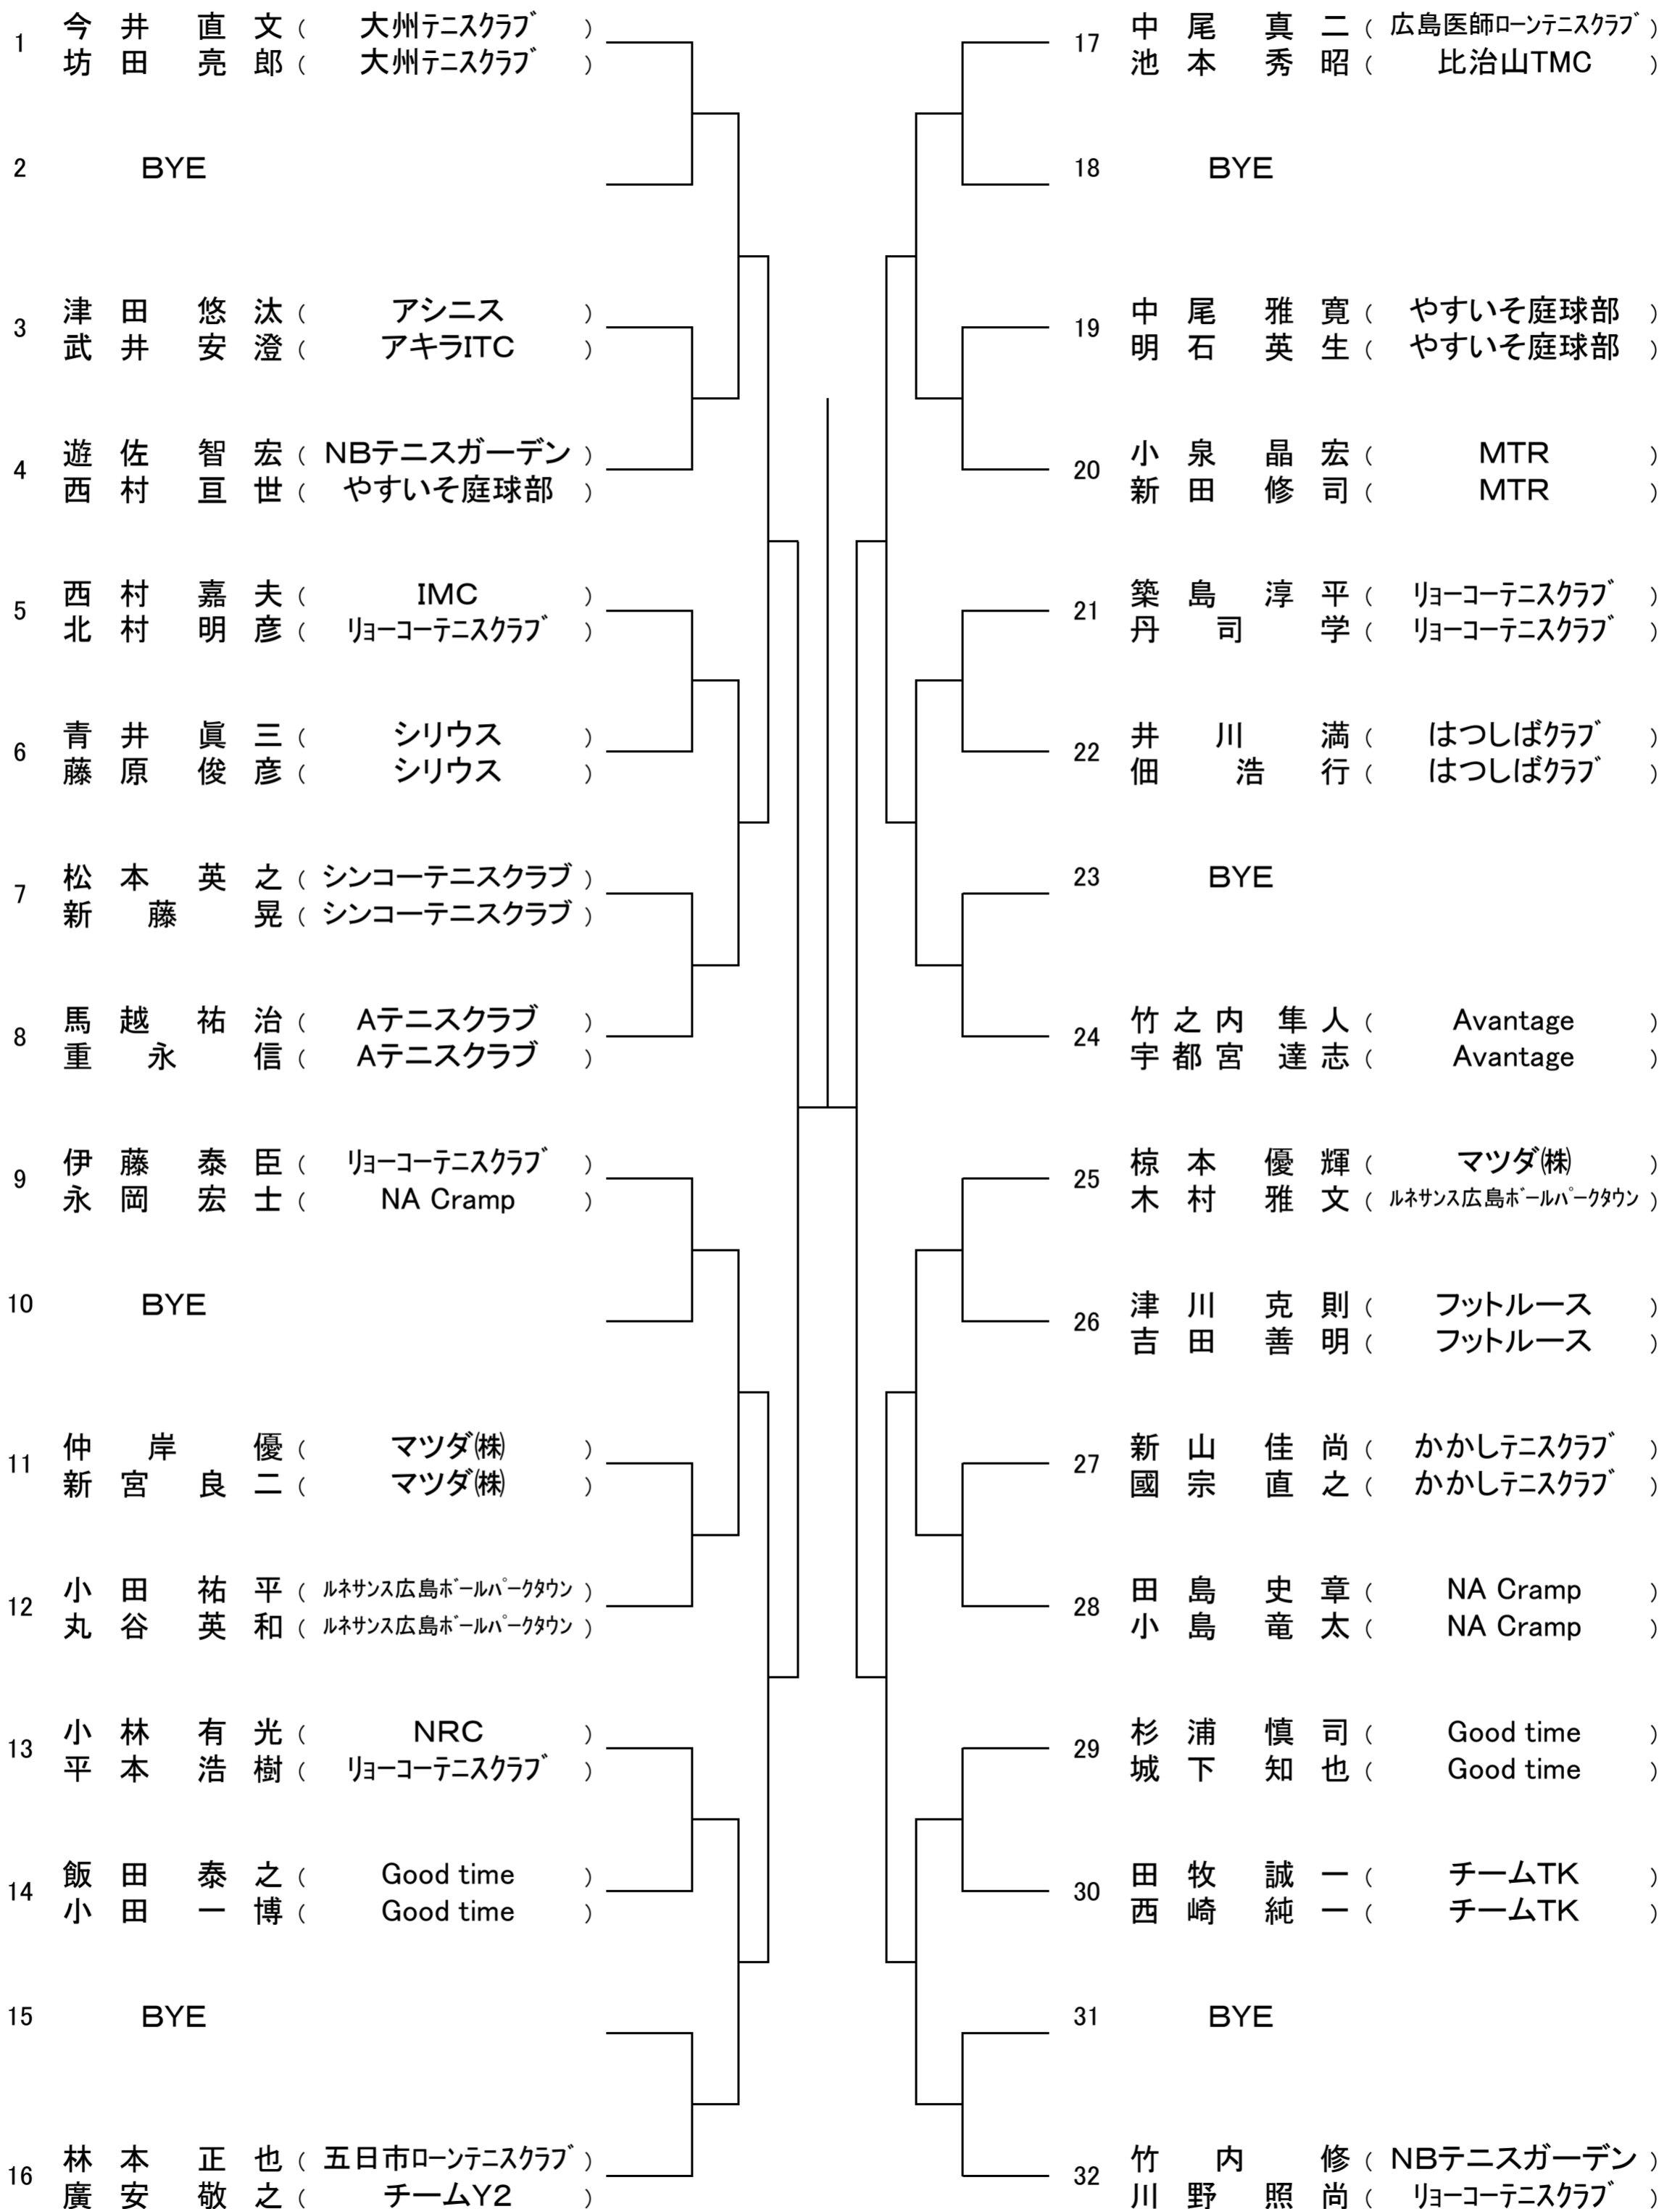 1 今井 直文 ( 大州テニスクラブ )
坊田 亮郎 ( 大州テニスクラブ )
2 BYE
3 津田 悠汰 ( アシニス )
武井 安澄 ( アキラITC )
4 遊佐 智宏 ( NBテニスガーデン )
西村 亘世 ( やすいそ庭球部 )
5 西村 嘉夫 ( IMC )
北村 明彦 ( リョーコーテニスクラブ )
6 青井 眞三 ( シリウス )
藤原 俊彦 ( シリウス )
7 松本 英之 ( シンコーテニスクラブ )
新藤 晃 ( シンコーテニスクラブ )
8 馬越 祐治 ( Aテニスクラブ )
重永 信 ( Aテニスクラブ )
9 伊藤 泰臣 ( リョーコーテニスクラブ )
永岡 宏士 ( NA Cramp )
10 BYE
11 仲岸 優 ( マツダ㈱ )
新宮 良二 ( マツダ㈱ )
12 小田 祐平 ( ルネサンス広島ボールパークタウン )
丸谷 英和 ( ルネサンス広島ボールパークタウン )
13 小林 有光 ( NRC )
平本 浩樹 ( リョーコーテニスクラブ )
14 飯田 泰之 ( Good time )
小田 一博 ( Good time )
15 BYE
16 林本 正也 ( 五日市ローンテニスクラブ )
廣安 敬之 ( チームY2 )
17 中尾 真二 ( 広島医師ローンテニスクラブ )
池本 秀昭 ( 比治山TMC )
18 BYE
19 中尾 雅寛 ( やすいそ庭球部 )
明石 英生 ( やすいそ庭球部 )
20 小泉 晶宏 ( MTR )
新田 修司 ( MTR )
21 築島 淳平 ( リョーコーテニスクラブ )
丹司 学 ( リョーコーテニスクラブ )
22 井川 満 ( はつしばクラブ )
佃 浩行 ( はつしばクラブ )
23 BYE
24 竹之内 隼人 ( Avantage )
宇都宮 達志 ( Avantage )
25 椋本 優輝 ( マツダ㈱ )
木村 雅文 ( ルネサンス広島ボールパークタウン )
26 津川 克則 ( フットルース )
吉田 善明 ( フットルース )
27 新山 佳尚 ( かかしテニスクラブ )
國宗 直之 ( かかしテニスクラブ )
28 田島 史章 ( NA Cramp )
小島 竜太 ( NA Cramp )
29 杉浦 慎司 ( Good time )
城下 知也 ( Good time )
30 田牧 誠一 ( チームTK )
西崎 純一 ( チームTK )
31 BYE
32 竹内 修 ( NBテニスガーデン )
川野 照尚 ( リョーコーテニスクラブ )